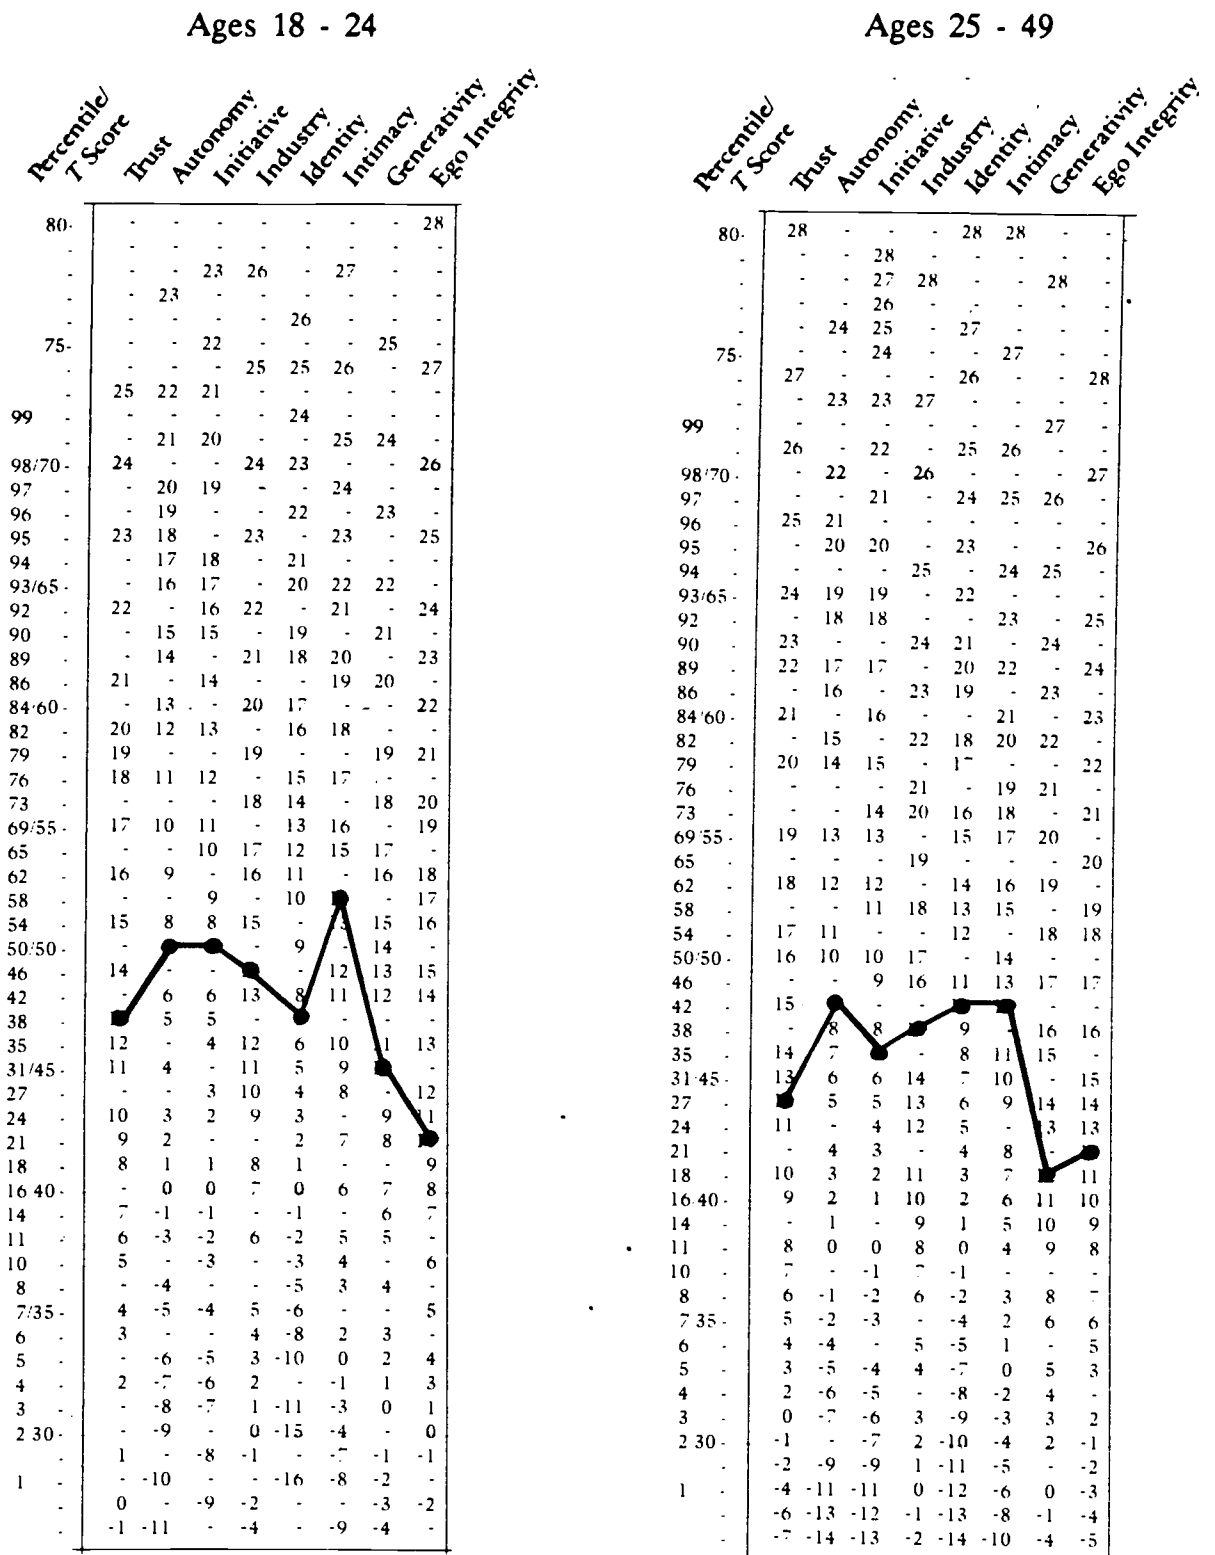 Ages 18 - 24
Percentile/ T Score Trust Autonomy Initiative Industry Identity Intimacy Generativity Ego Integrity
80- - - - - - - - 28
- - - - - - - - -
- - - 23 26 - 27 - -
- - 23 - - - - - -
- - - - - 26 - - -
75- - - 22 - - - 25 -
- - - - 25 25 26 - 27
- 25 22 21 - - - - -
99 - - - - - 24 - - -
- - 21 20 - - 25 24 -
98/70- 24 - - 24 23 - - 26
97 - - 20 19 - - 24 - -
96 - - 19 - - 22 - 23 -
95 - 23 18 - 23 - 23 - 25
94 - - 17 18 - 21 - - -
93/65- - 16 17 - 20 22 22 -
92 - 22 - 16 22 - 21 - 24
90 - - 15 15 - 19 - 21 -
89 - - 14 - 21 18 20 - 23
86 - 21 - 14 - - 19 20 -
84/60- - 13 - 20 17 - - 22
82 - 20 12 13 - 16 18 - -
79 - 19 - - 19 - - 19 21
76 - 18 11 12 - 15 17 - -
73 - - - - 18 14 - 18 20
69/55- 17 10 11 - 13 16 - 19
65 - - - 10 17 12 15 17 -
62 - 16 9 - 16 11 - 16 18
58 - - - 9 - 10 - 17
54 - 15 8 8 15 - 13 15 16
50/50- - 9 - 14 -
46 - 14 - - - 12 13 15
42 - - 6 6 13 8 11 12 14
38 - 5 5 - - - -
35 - 12 - 4 12 6 10 11 13
31/45- 11 4 - 11 5 9 -
27 - - - 3 10 4 8 - 12
24 - 10 3 2 9 3 - 9 11
21 - 9 2 - - 2 7 8
18 - 8 1 1 8 1 - - 9
16 40- - 0 0 7 0 6 7 8
14 - 7 -1 -1 - -1 - 6 7
11 - 6 -3 -2 6 -2 5 5 -
10 - 5 - -3 - -3 4 - 6
8 - - -4 - - -5 3 4 -
7/35- 4 -5 -4 5 -6 - - 5
6 - 3 - - 4 -8 2 3 -
5 - - -6 -5 3 -10 0 2 4
4 - 2 -7 -6 2 - -1 1 3
3 - - -8 -7 1 -11 -3 0 1
2 30- - -9 - 0 -15 -4 - 0
- 1 - -8 -1 - -7 -1 -1
1 - - -10 - - -16 -8 -2 -
- 0 - -9 -2 - - -3 -2
- -1 -11 - -4 - -9 -4 -
Ages 25 - 49
Percentile/ T Score Trust Autonomy Initiative Industry Identity Intimacy Generativity Ego Integrity
80- 28 - - - 28 28 - -
- - - 28 - - - - -
- - - 27 28 - - 28 -
- - - 26 - - - - -
- - 24 25 - 27 - - -
75- - - 24 - - 27 - -
- 27 - - - 26 - - 28
- - 23 23 27 - - - -
99 - - - - - - - 27 -
- 26 - 22 - 25 26 - -
98/70- - 22 - 26 - - - 27
97 - - - 21 - 24 25 26 -
96 - 25 21 - - - - - -
95 - - 20 20 - 23 - - 26
94 - - - - 25 - 24 25 -
93/65- 24 19 19 - 22 - - -
92 - - 18 18 - - 23 - 25
90 - 23 - - 24 21 - 24 -
89 - 22 17 17 - 20 22 - 24
86 - - 16 - 23 19 - 23 -
84/60- 21 - 16 - - 21 - 23
82 - - 15 - 22 18 20 22 -
79 - 20 14 15 - 17 - - 22
76 - - - - 21 - 19 21 -
73 - - - 14 20 16 18 - 21
69/55- 19 13 13 - 15 17 20 -
65 - - - - 19 - - - 20
62 - 18 12 12 - 14 16 19 -
58 - - - 11 18 13 15 - 19
54 - 17 11 - - 12 - 18 18
50/50- 16 10 10 17 - 14 - -
46 - - - 9 16 11 13 17 17
42 - 15 - - - -
38 - - 8 8 9 - 16 16
35 - 14 7 - 8 11 15 -
31/45- 13 6 6 14 7 10 - 15
27 - 5 5 13 6 9 14 14
24 - 11 - 4 12 5 - 13 13
21 - - 4 3 - 4 8 -
18 - 10 3 2 11 3 7 11
16/40- 9 2 1 10 2 6 11 10
14 - - 1 - 9 1 5 10 9
11 - 8 0 0 8 0 4 9 8
10 - 7 - -1 7 -1 - - -
8 - 6 -1 -2 6 -2 3 8 7
7 35- 5 -2 -3 - -4 2 6 6
6 - 4 -4 - 5 -5 1 - 5
5 - 3 -5 -4 4 -7 0 5 3
4 - 2 -6 -5 - -8 -2 4 -
3 - 0 -7 -6 3 -9 -3 3 2
2 30- -1 - -7 2 -10 -4 2 -1
- -2 -9 -9 1 -11 -5 - -2
1 - -4 -11 -11 0 -12 -6 0 -3
- -6 -13 -12 -1 -13 -8 -1 -4
- -7 -14 -13 -2 -14 -10 -4 -5